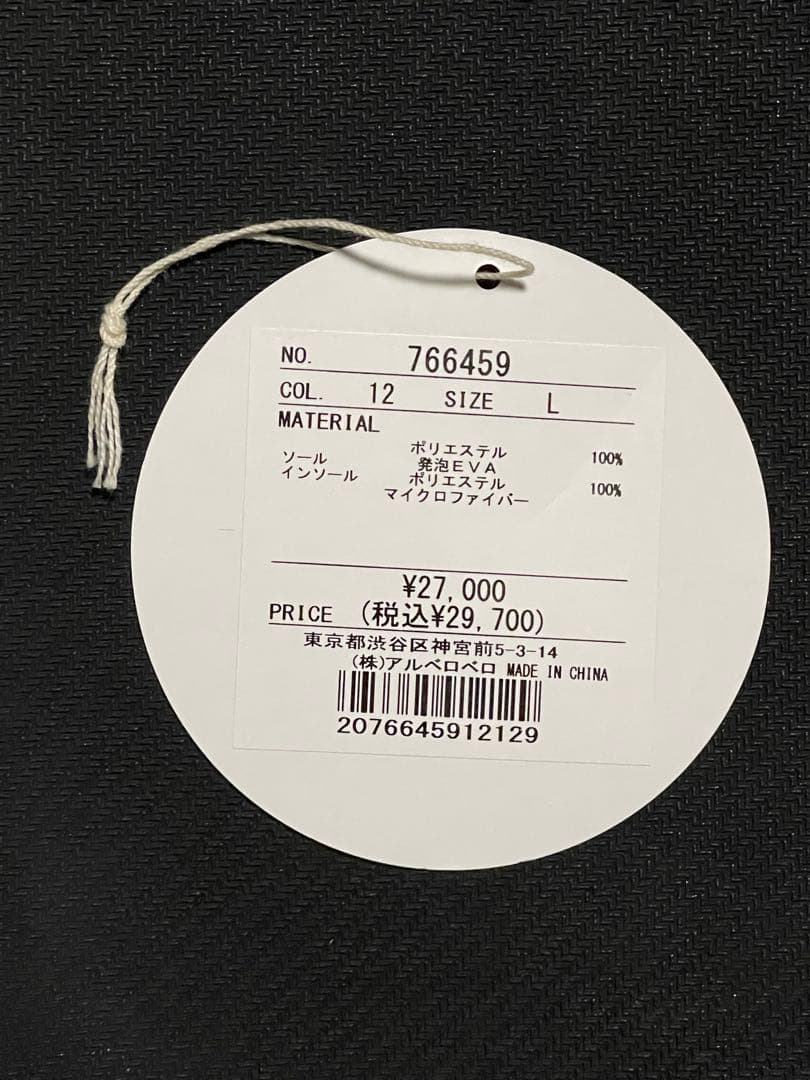 NO. 766459
COL. 12 SIZE L
MATERIAL
ポリエステル 100%
ソール 発泡EVA
インソール ポリエステル 100%
マイクロファイバー
¥27,000
PRICE (税込¥29,700)
東京都渋谷区神宮前5-3-14
(株)アルベロベロ MADE IN CHINA
2076645912129